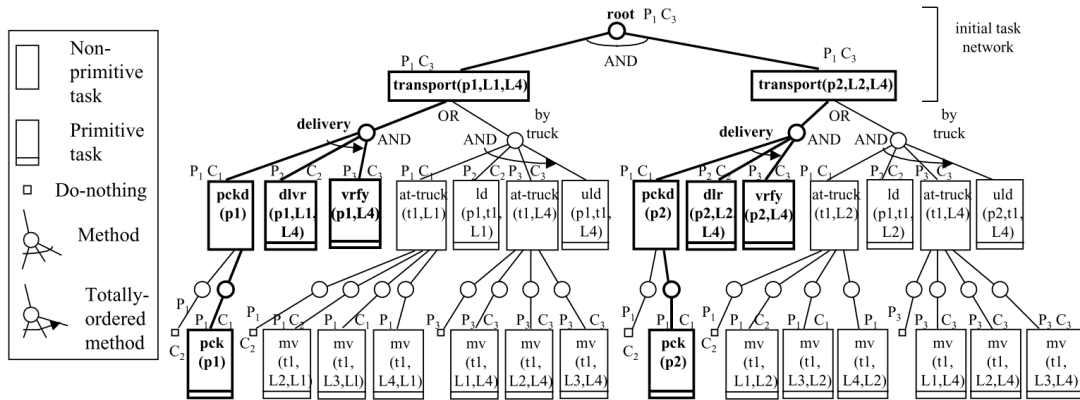 root P₁ C₃
initial task
network
AND
P₁ C₃
transport(p1,L1,L4)
P₁ C₃
transport(p2,L2,L4)
Non-
primitive
task
Primitive
task
Do-nothing
Method
Totally-
ordered
method
OR
by
truck
delivery
AND
AND
OR
by
truck
delivery
AND
AND
P₁ C₁
P₂ C₂
P₃ C₃
P₁ C₁
P₂ C₂
P₃ C₃
P₁ C₁
P₂ C₂
P₃ C₃
P₁ C₁
P₂ C₂
P₃ C₃
pckd
(p1)
dlvr
(p1,L1,
L4)
vrfy
(p1,L4)
at-truck
(t1,L1)
ld
(p1,t1,
L1)
at-truck
(t1,L4)
uld
(p1,t1,
L4)
pckd
(p2)
dlr
(p2,L2,
L4)
vrfy
(p2,L4)
at-truck
(t1,L2)
ld
(p1,t1,
L2)
at-truck
(t1,L4)
uld
(p2,t1,
L4)
P₁
C₂
P₁ C₁
P₁
C₂
P₁ C₂
P₁ C₁
P₁
P₃
P₃ C₃
P₃
P₃ C₃
P₁
C₂
P₁ C₁
P₁
C₂
P₁ C₂
P₁ C₁
P₁
P₃
P₃ C₃
P₃ C₃
P₃ C₃
pck
(p1)
mv
(t1,
L2,L1)
mv
(t1,
L3,Ll)
mv
(t1,
L4,L1)
mv
(t1,
L1,L4)
mv
(t1,
L2,L4)
mv
(t1,
L3,L4)
pck
(p2)
mv
(t1,
L1,L2)
mv
(t1,
L3,L2)
mv
(t1,
L4,L2)
mv
(t1,
L1,L4)
mv
(t1,
L2,L4)
mv
(t1,
L3,L4)